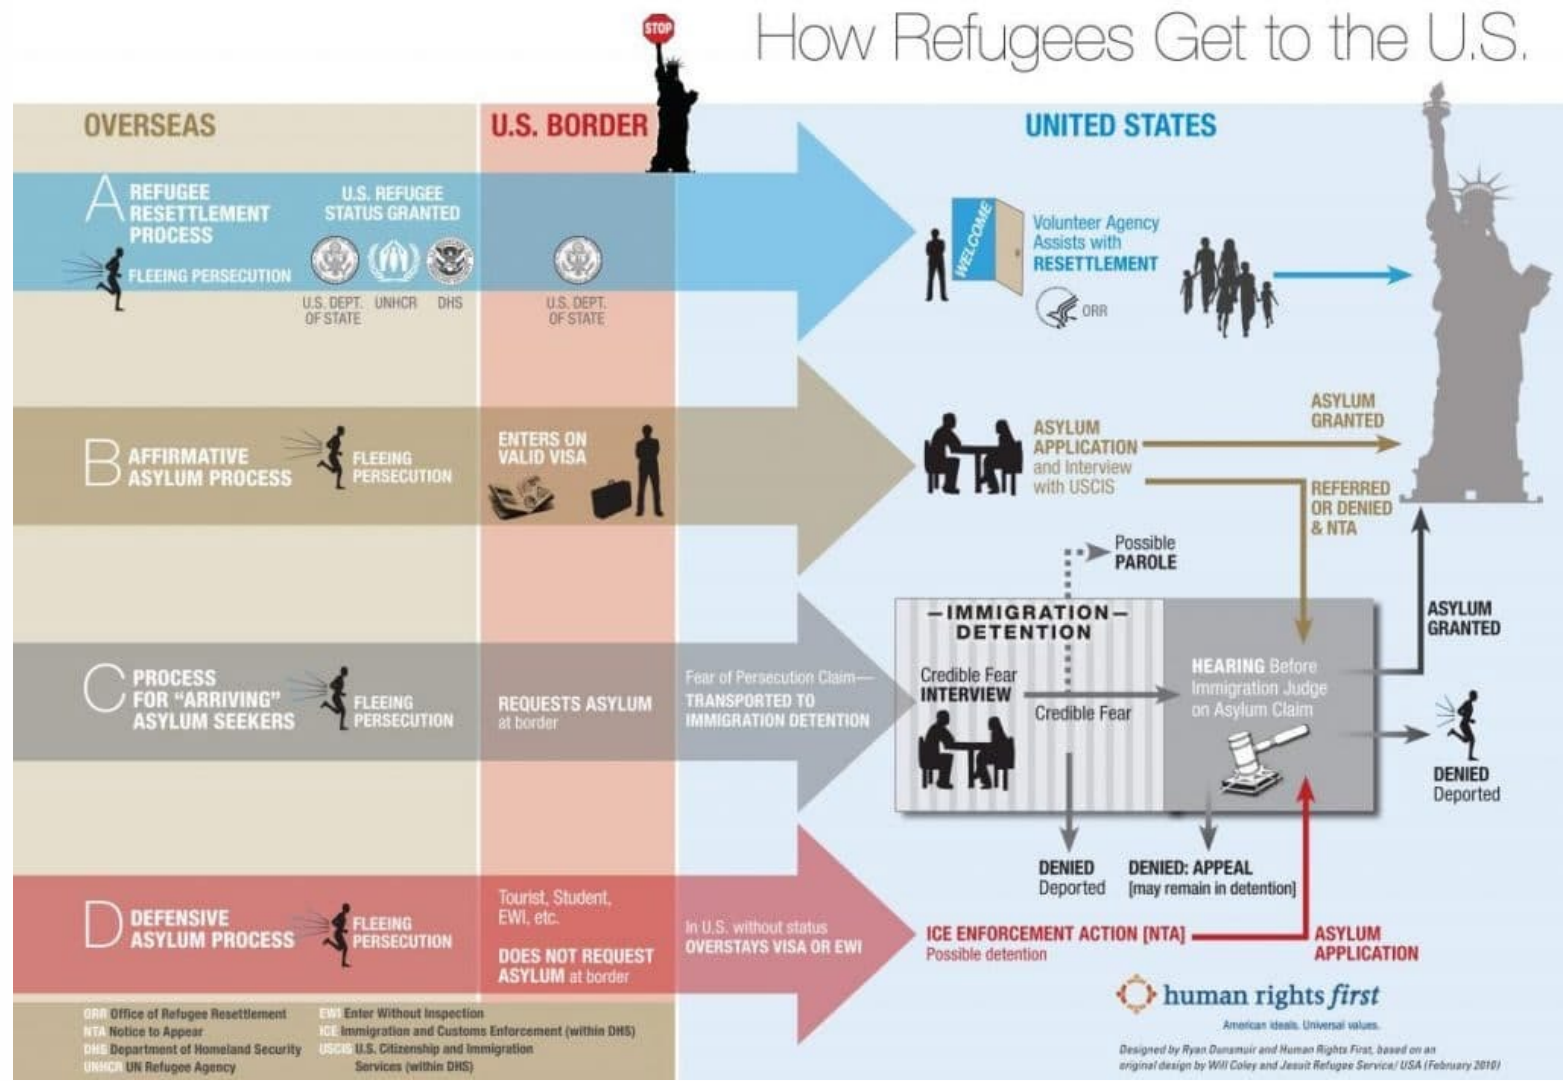 STOP
How Refugees Get to the U.S.
OVERSEAS
U.S. BORDER
UNITED STATES
A REFUGEE
RESETTLEMENT
PROCESS
FLEEING PERSECUTION
U.S. REFUGEE
STATUS GRANTED
U.S. DEPT.
OF STATE
UNHCR
DHS
U.S. DEPT.
OF STATE
WELCOME
Volunteer Agency
Assists with
RESETTLEMENT
ORR
B AFFIRMATIVE
ASYLUM PROCESS
FLEEING
PERSECUTION
ENTERS ON
VALID VISA
ASYLUM
APPLICATION
and Interview
with USCIS
ASYLUM
GRANTED
REFERRED
OR DENIED
& NTA
C PROCESS
FOR “ARRIVING”
ASYLUM SEEKERS
FLEEING
PERSECUTION
REQUESTS ASYLUM
at border
Fear of Persecution Claim—
TRANSPORTED TO
IMMIGRATION DETENTION
Possible
PAROLE
—IMMIGRATION—
DETENTION
Credible Fear
INTERVIEW
Credible Fear
HEARING Before
Immigration Judge
on Asylum Claim
ASYLUM
GRANTED
DENIED
Deported
DENIED
Deported
DENIED: APPEAL
[may remain in detention]
D DEFENSIVE
ASYLUM PROCESS
FLEEING
PERSECUTION
Tourist, Student,
EWI, etc.
DOES NOT REQUEST
ASYLUM at border
In U.S. without status
OVERSTAYS VISA OR EWI
ICE ENFORCEMENT ACTION [NTA]
Possible detention
ASYLUM
APPLICATION
ORR Office of Refugee Resettlement
NTA Notice to Appear
DHS Department of Homeland Security
UNHCR UN Refugee Agency
EWI Enter Without Inspection
ICE Immigration and Customs Enforcement (within DHS)
USCIS U.S. Citizenship and Immigration
Services (within DHS)
human rights first
American ideals. Universal values.
Designed by Ryan Dunsmuir and Human Rights First, based on an
original design by Will Coley and Jesuit Refugee Service/ USA (February 2010)